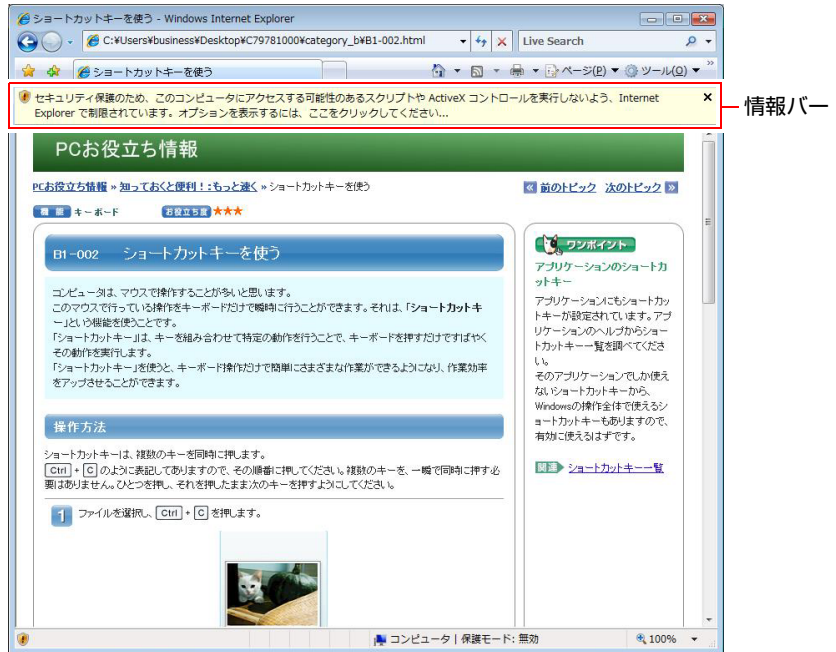 ショートカットキーを使う - Windows Internet Explorer
C:¥Users¥business¥Desktop¥C79781000¥category_b¥B1-002.html
Live Search
ショートカットキーを使う
ページ(P)
ツール(O)
セキュリティ保護のため、このコンピュータにアクセスする可能性のあるスクリプトや ActiveX コントロールを実行しないよう、Internet
Explorer で制限されています。オプションを表示するには、ここをクリックしてください...
情報バー
PCお役立ち情報
PCお役立ち情報 » 知っておくと便利！：もっと速く » ショートカットキーを使う
前のトピック 次のトピック
機 能 キーボード お役立ち度 ★★★
B1-002 ショートカットキーを使う
コンピュータは、マウスで操作することが多いと思います。
このマウスで行っている操作をキーボードだけで瞬時に行うことができます。それは、「ショートカットキ
ー」という機能を使うことです。
「ショートカットキー」は、キーを組み合わせて特定の動作を行うことで、キーボードを押すだけですばやく
その動作を実行します。
「ショートカットキー」を使うと、キーボード操作だけで簡単にさまざまな作業ができるようになり、作業効率
をアップさせることができます。
操作方法
ショートカットキーは、複数のキーを同時に押します。
Ctrl + C のように表記してありますので、その順番に押してください。複数のキーを、一瞬で同時に押す必
要はありません。ひとつを押し、それを押したまま次のキーを押すようにしてください。
1 ファイルを選択し、Ctrl + C を押します。
ワンポイント
アプリケーションのショートカ
ットキー
アプリケーションにもショートカッ
トキーが設定されています。アプ
リケーションのヘルプからショー
トカットキー一覧を調べてくださ
い。
そのアプリケーションでしか使え
ないショートカットキーから、
Windowsの操作全体で使えるシ
ョートカットキーもありますので、
有効に使えるはずです。
関連 ショートカットキー一覧
コンピュータ | 保護モード: 無効
100%